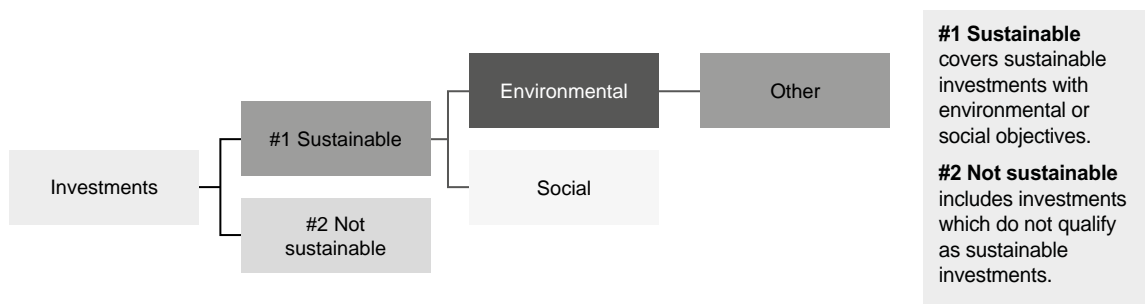 Investments
#1 Sustainable
#2 Not
sustainable
Environmental
Social
Other
#1 Sustainable
covers sustainable
investments with
environmental or
social objectives.
#2 Not sustainable
includes investments
which do not qualify
as sustainable
investments.